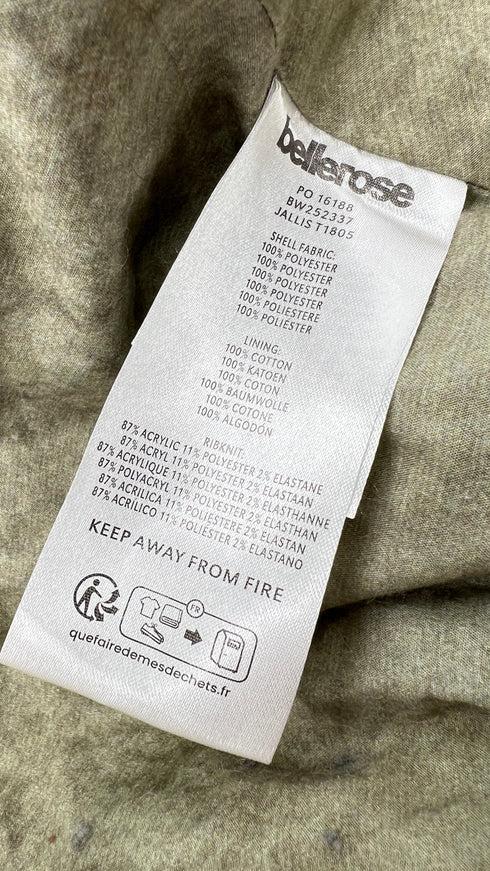 bellerose
PO 16188
BW252337
JALLIS T1805
SHELL FABRIC:
100% POLYESTER
100% POLYESTER
100% POLYESTER
100% POLYESTER
100% POLIESTERE
100% POLIÉSTER
LINING:
100% COTTON
100% KATOEN
100% COTON
100% BAUMWOLLE
100% COTONE
100% ALGODÓN
RIBKNIT:
87% ACRYLIC 11% POLYESTER 2% ELASTANE
87% ACRYL 11% POLYESTER 2% ELASTAAN
87% ACRYLIQUE 11% POLYESTER 2% ELASTHANNE
87% POLYACRYL 11% POLYESTER 2% ELASTHAN
87% ACRILICA 11% POLIESTERE 2% ELASTAN
87% ACRILICO 11% POLIÉSTER 2% ELASTANO
KEEP AWAY FROM FIRE
FR
quefairedemesdechets.fr